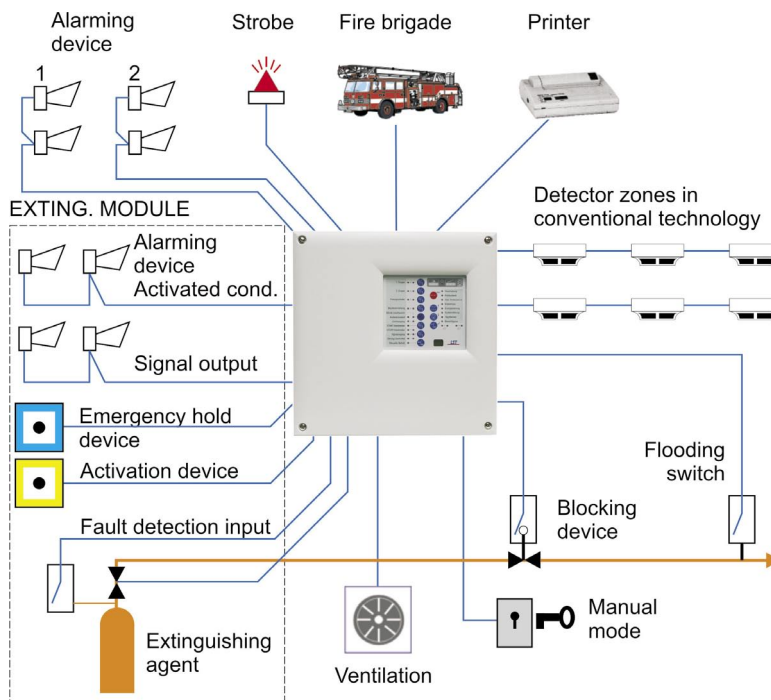 Alarming
device
1
2
Strobe
Fire brigade
Printer
EXTING. MODULE
Alarming
device
Activated cond.
Signal output
Emergency hold
device
Activation device
Fault detection input
Extinguishing
agent
Detector zones in
conventional technology
Flooding
switch
Blocking
device
Manual
mode
Ventilation